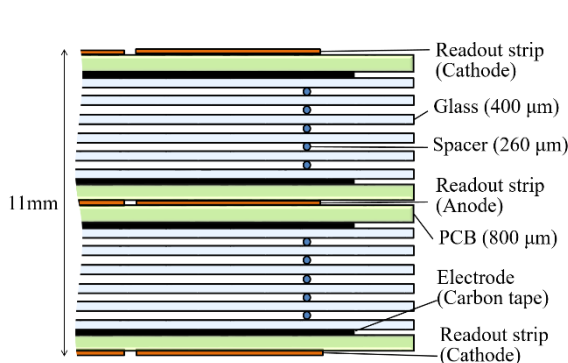 Readout strip
(Cathode)
Glass (400 μm)
Spacer (260 μm)
Readout strip
(Anode)
11mm
PCB (800 μm)
Electrode
(Carbon tape)
Readout strip
(Cathode)